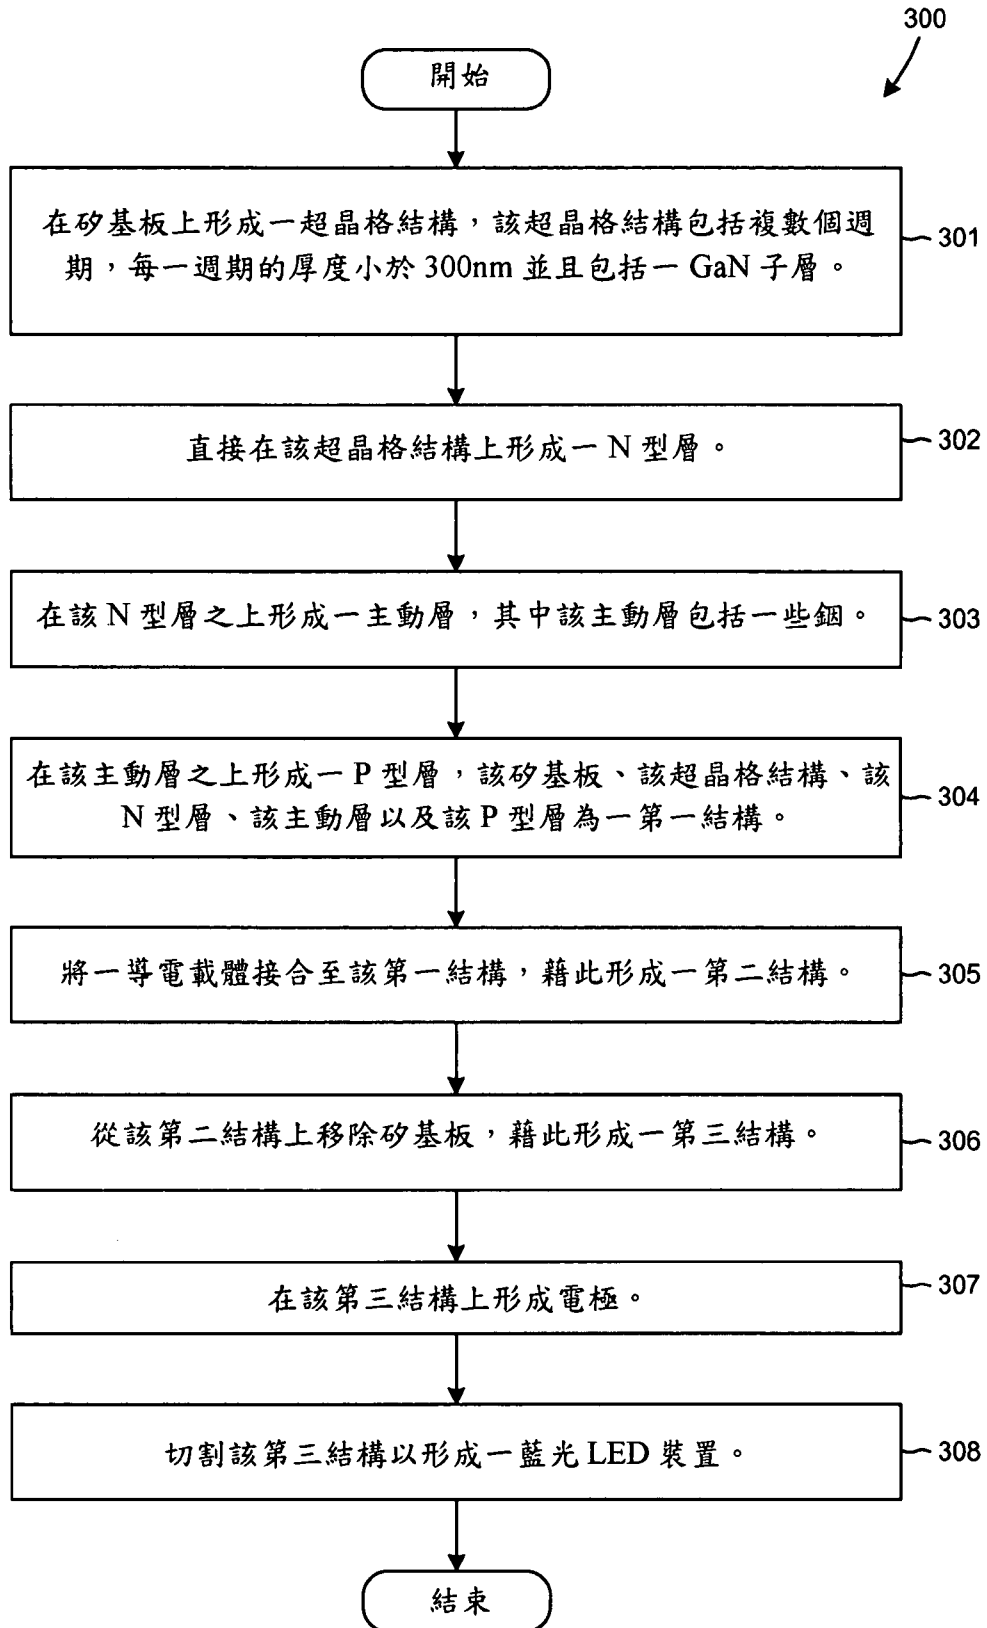 300
開始
在矽基板上形成一超晶格結構，該超晶格結構包括複數個週
期，每一週期的厚度小於300nm 並且包括一 GaN 子層。
301
直接在該超晶格結構上形成一 N 型層。
302
在該 N 型層之上形成一主動層，其中該主動層包括一些銦。
303
在該主動層之上形成一 P 型層，該矽基板、該超晶格結構、該
N 型層、該主動層以及該 P 型層為一第一結構。
304
將一導電載體接合至該第一結構，藉此形成一第二結構。
305
從該第二結構上移除矽基板，藉此形成一第三結構。
306
在該第三結構上形成電極。
307
切割該第三結構以形成一藍光 LED 裝置。
308
結束